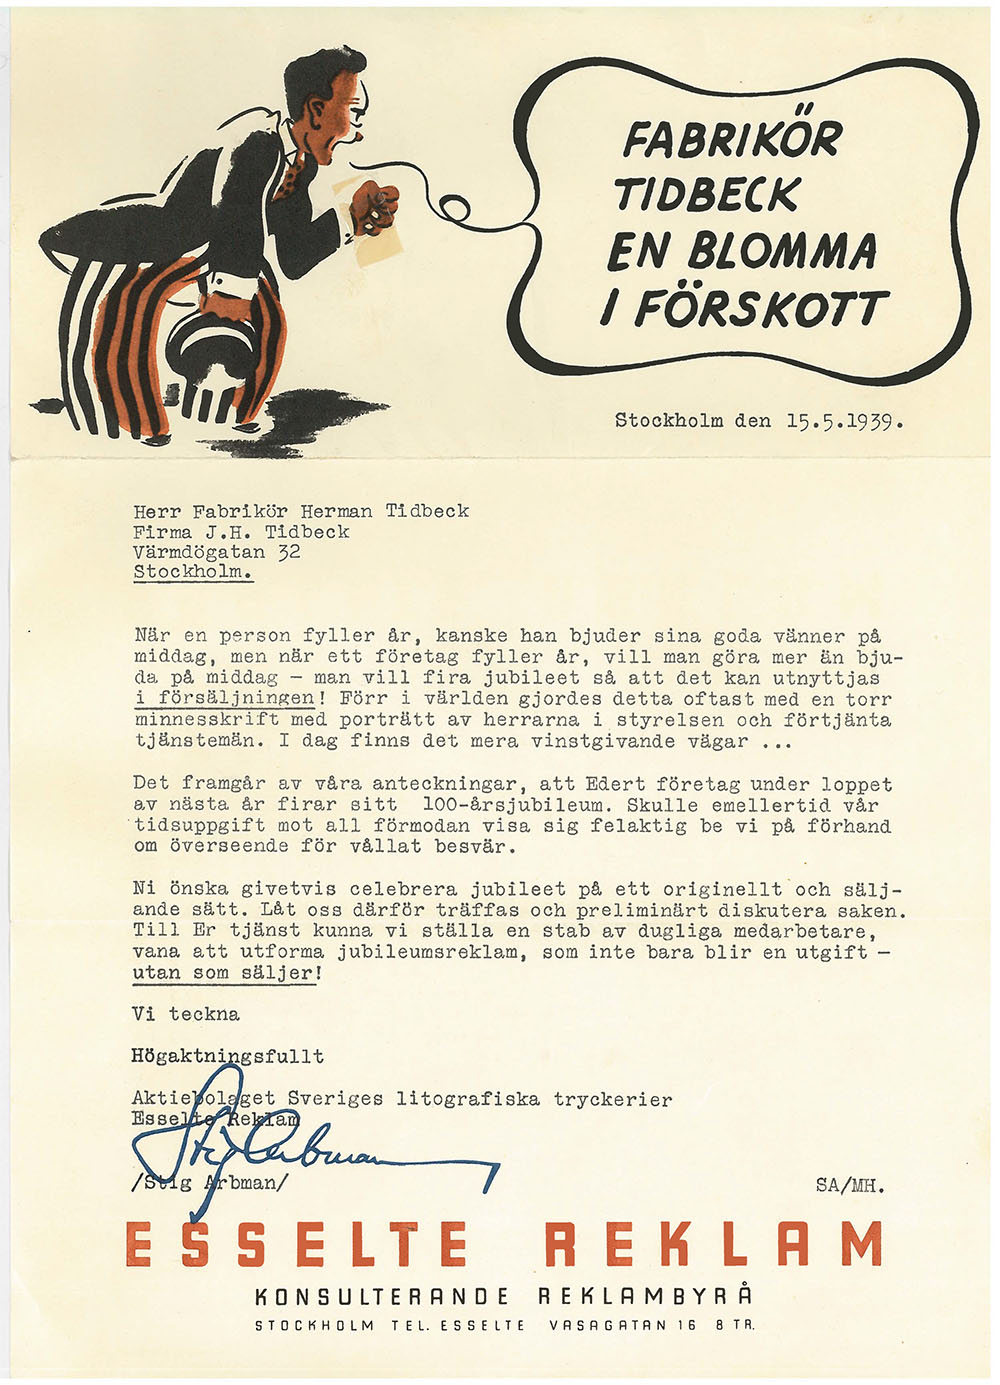 FABRIKÖR
TIDBECK
EN BLOMMA
I FÖRSKOTT
Stockholm den 15.5.1939.
Herr Fabrikör Herman Tidbeck
Firma J.H. Tidbeck
Värmdögatan 32
Stockholm.
När en person fyller år, kanske han bjuder sina goda vänner på
middag, men när ett företag fyller år, vill man göra mer än bju-
da på middag - man vill fira jubileet så att det kan utnyttjas
i försäljningen! Förr i världen gjordes detta oftast med en torr
minnesskrift med porträtt av herrarna i styrelsen och förtjänta
tjänstemän. I dag finns det mera vinstgivande vägar ...
Det framgår av våra anteckningar, att Edert företag under loppet
av nästa år firar sitt 100-årsjubileum. Skulle emellertid vår
tidsuppgift mot all förmodan visa sig felaktig be vi på förhand
om överseende för vållat besvär.
Ni önska givetvis celebrera jubileet på ett originellt och sälj-
ande sätt. Låt oss därför träffas och preliminärt diskutera saken.
Till Er tjänst kunna vi ställa en stab av dugliga medarbetare,
vana att utforma jubileumsreklam, som inte bara blir en utgift -
utan som säljer!
Vi teckna
Högaktningsfullt
Aktiebolaget Sveriges litografiska tryckerier
Esselte Reklam
Stig Arbman
/Stig Arbman/
SA/MH.
ESSELTE REKLAM
KONSULTERANDE REKLAMBYRÅ
STOCKHOLM TEL. ESSELTE VASAGATAN 16 8 TR.